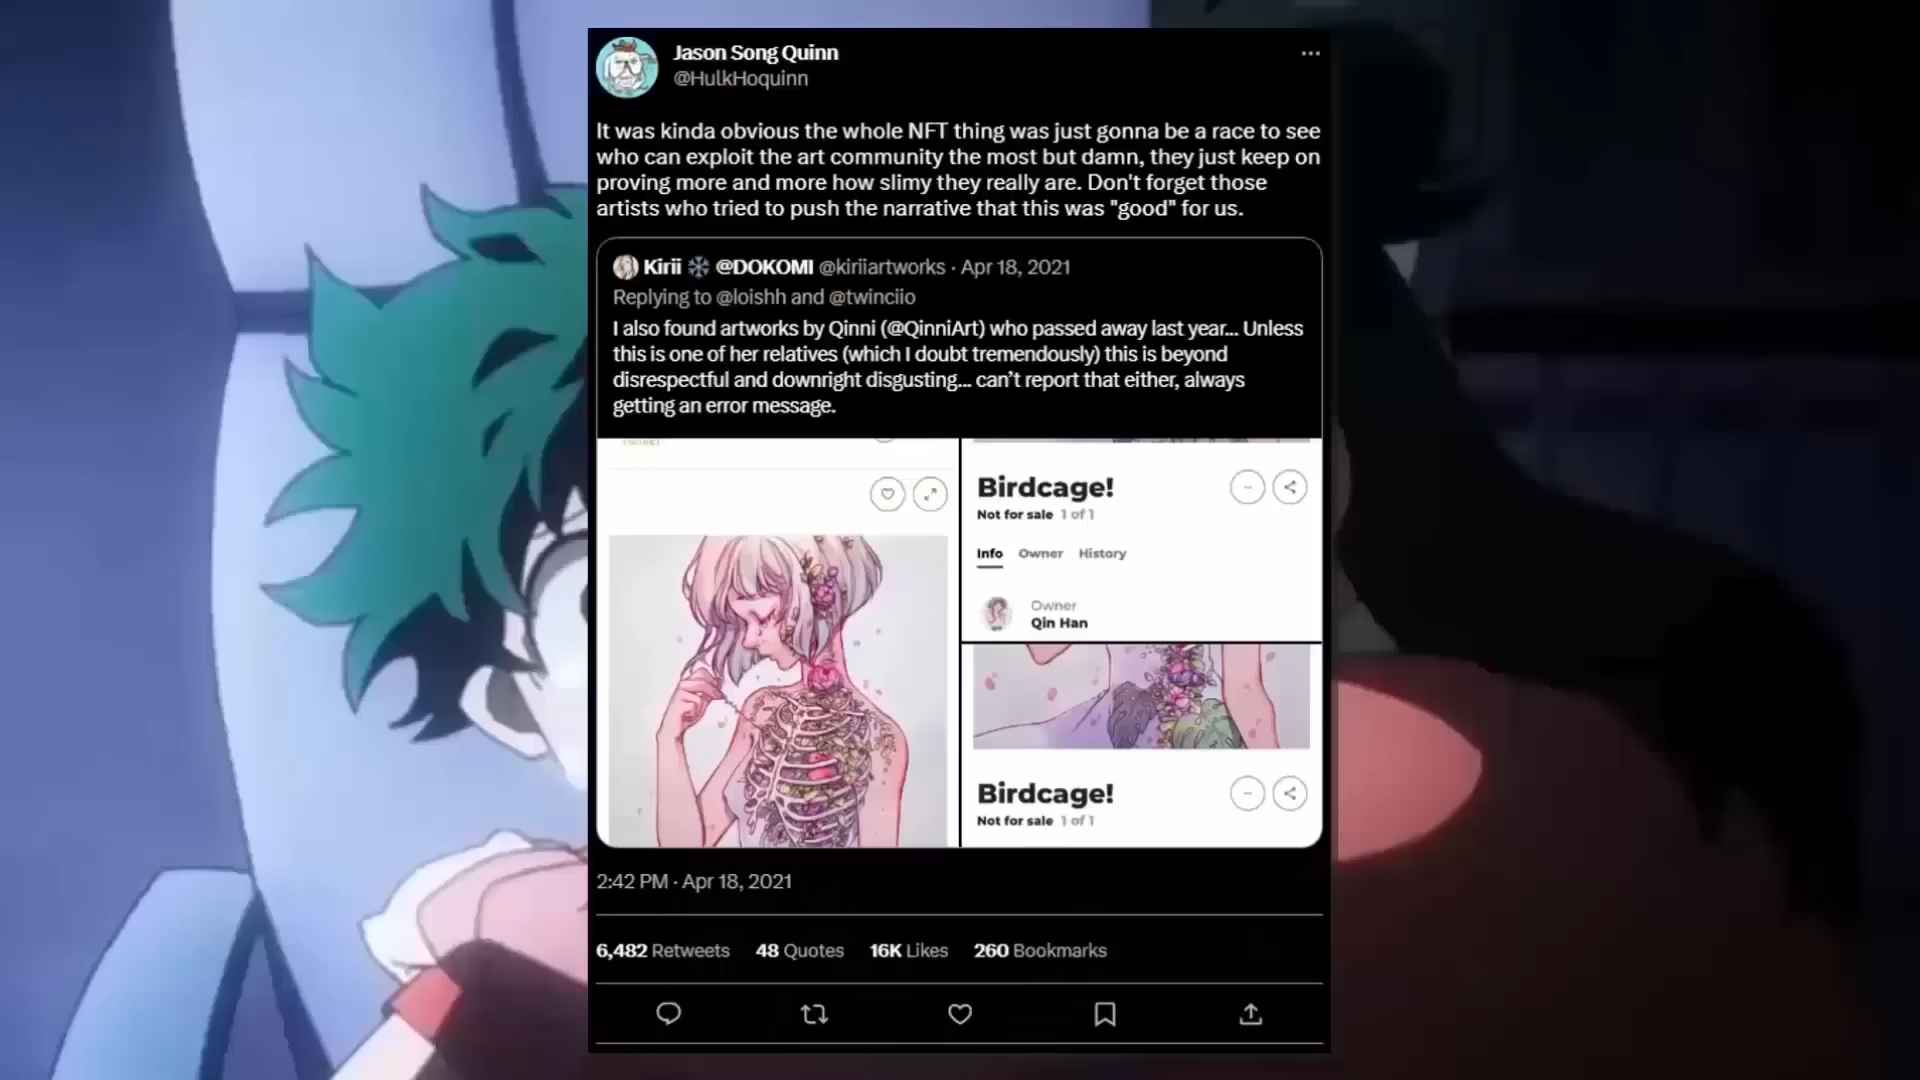 Jason Song Quinn
@HulkHoquinn
It was kinda obvious the whole NFT thing was just gonna be a race to see
who can exploit the art community the most but damn, they just keep on
proving more and more how slimy they really are. Don't forget those
artists who tried to push the narrative that this was "good" for us.
Kirii ❄ @DOKOMI @kiriiartworks · Apr 18, 2021
Replying to @loishh and @twinciio
I also found artworks by Qinni (@QinniArt) who passed away last year... Unless
this is one of her relatives (which I doubt tremendously) this is beyond
disrespectful and downright disgusting... can't report that either, always
getting an error message.
Birdcage!
Not for sale 1 of 1
Info Owner History
Owner
Qin Han
Birdcage!
Not for sale 1 of 1
2:42 PM · Apr 18, 2021
6,482 Retweets 48 Quotes 16K Likes 260 Bookmarks